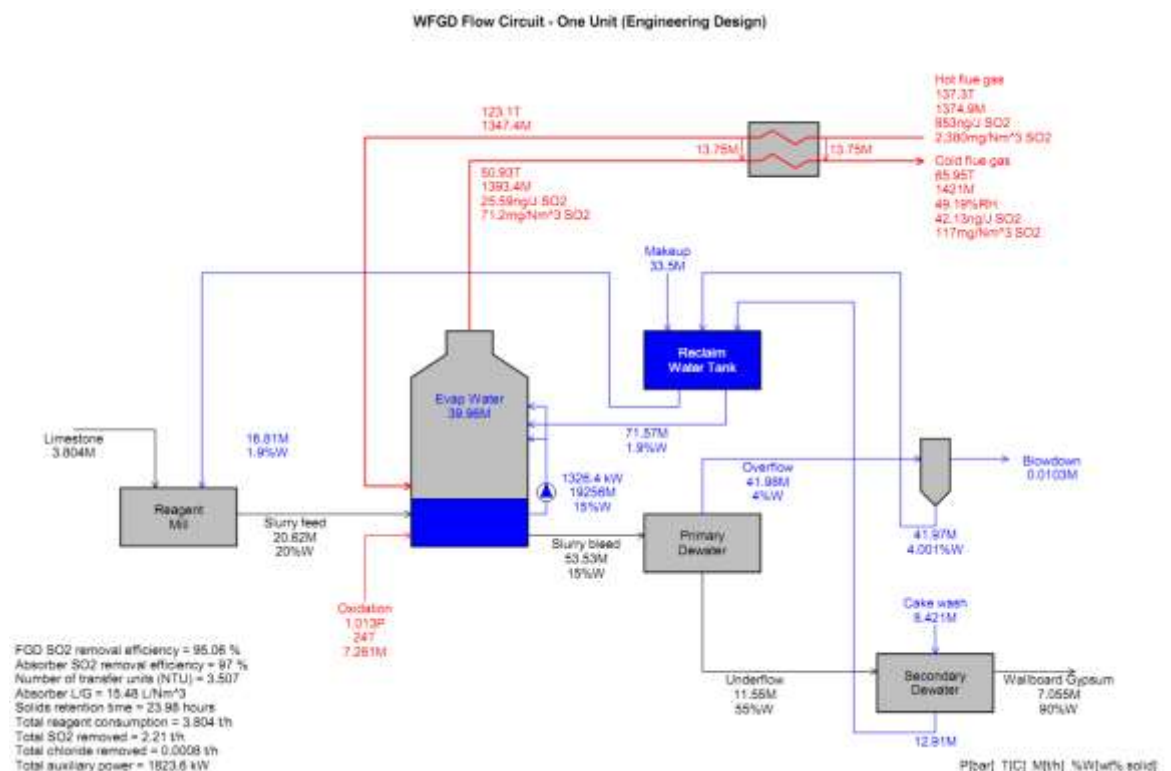 WFGD Flow Circuit - One Unit (Engineering Design)
Hot flue gas
137.3T
1374.9M
853ng/J SO2
2,380mg/Nm^3 SO2
123.1T
1347.4M
13.75M
13.75M
Cold flue gas
65.95T
1421M
49.19%RH
42.13ng/J SO2
117mg/Nm^3 SO2
50.93T
1393.4M
25.59ng/J SO2
71.2mg/Nm^3 SO2
Makeup
33.5M
Reclaim
Water Tank
Evap Water
39.96M
71.57M
1.9%W
Limestone
3.804M
16.81M
1.9%W
Overflow
41.98M
4%W
Blowdown
0.0103M
1326.4 kW
19256M
15%W
Reagent
Mill
Slurry feed
20.62M
20%W
Slurry bleed
53.53M
15%W
Primary
Dewater
41.97M
4.001%W
Oxidation
1.013P
24T
7.261M
Cake wash
8.421M
Underflow
11.55M
55%W
Secondary
Dewater
Wallboard Gypsum
7.055M
90%W
12.91M
FGD SO2 removal efficiency = 95.06 %
Absorber SO2 removal efficiency = 97 %
Number of transfer units (NTU) = 3.507
Absorber L/G = 15.48 L/Nm^3
Solids retention time = 23.98 hours
Total reagent consumption = 3.804 t/h
Total SO2 removed = 2.21 t/h
Total chloride removed = 0.0008 t/h
Total auxiliary power = 1823.6 kW
P[bar] T[C] M[t/h] %W[wt% solid]